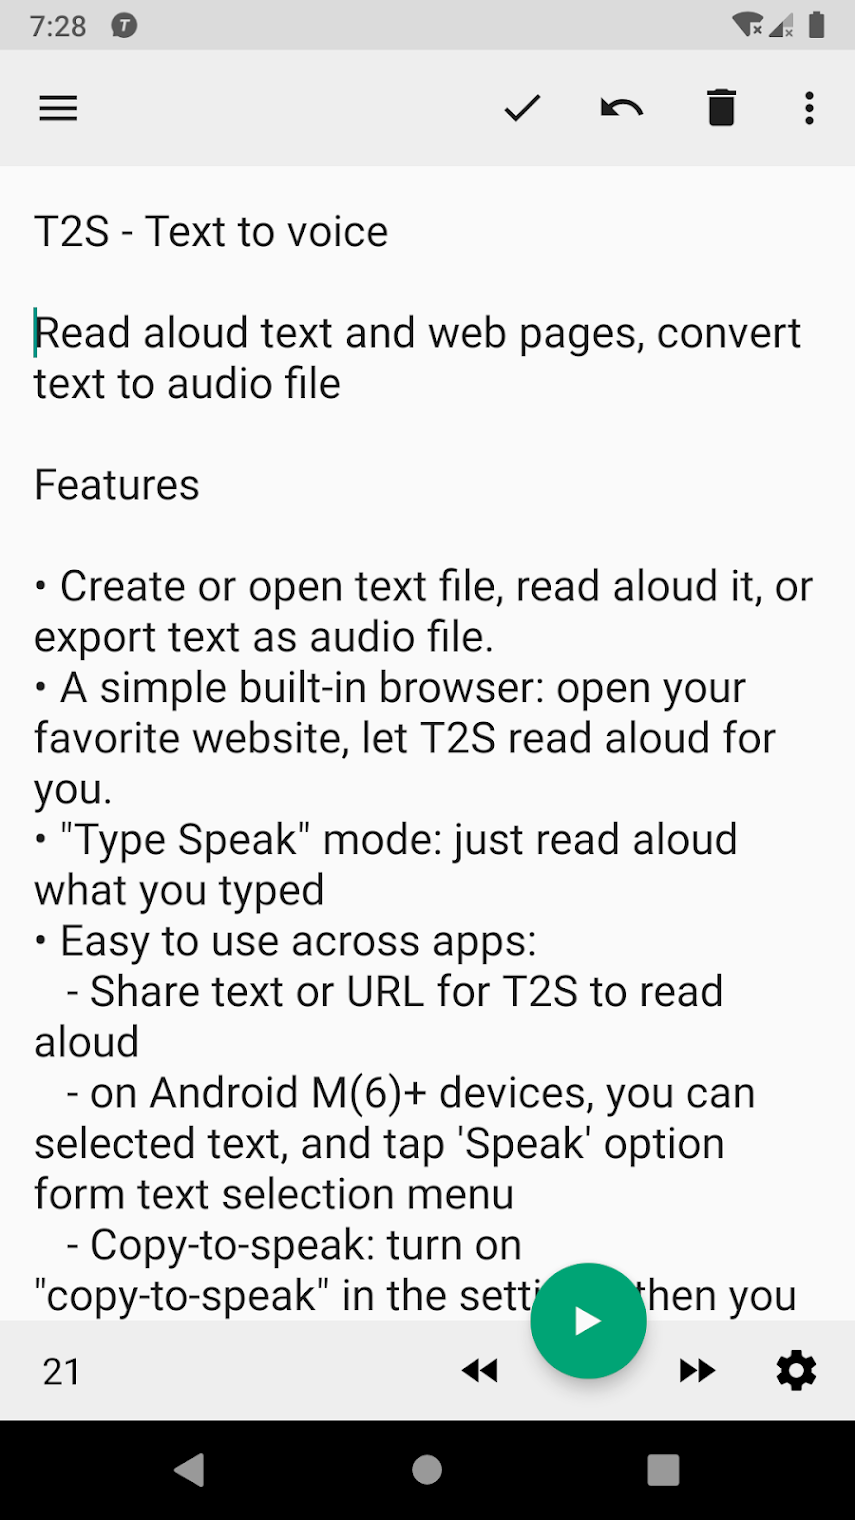 7:28
T2S - Text to voice
Read aloud text and web pages, convert
text to audio file
Features
• Create or open text file, read aloud it, or
export text as audio file.
• A simple built-in browser: open your
favorite website, let T2S read aloud for
you.
• "Type Speak" mode: just read aloud
what you typed
• Easy to use across apps:
- Share text or URL for T2S to read
aloud
- on Android M(6)+ devices, you can
selected text, and tap 'Speak' option
form text selection menu
- Copy-to-speak: turn on
"copy-to-speak" in the then you
21